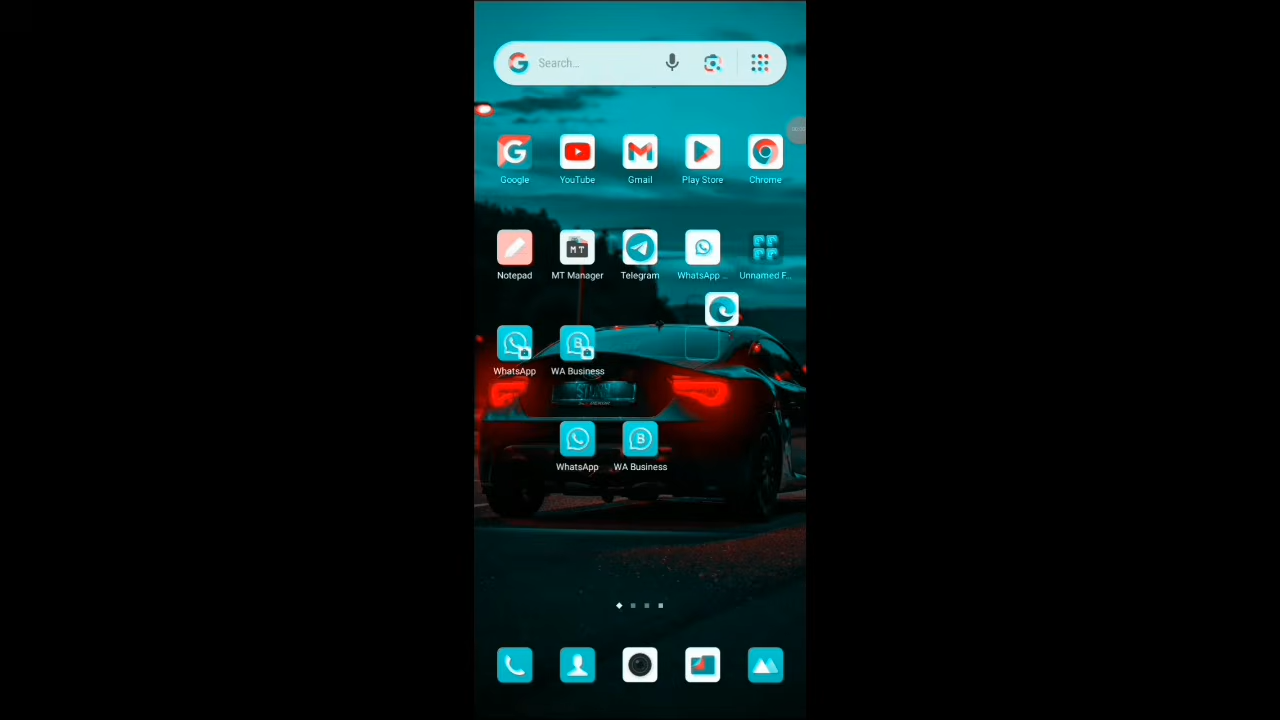 Search...
Google YouTube Gmail Play Store Chrome
Notepad MT Manager Telegram WhatsApp ... Unnamed F...
WhatsApp WA Business
WhatsApp WA Business